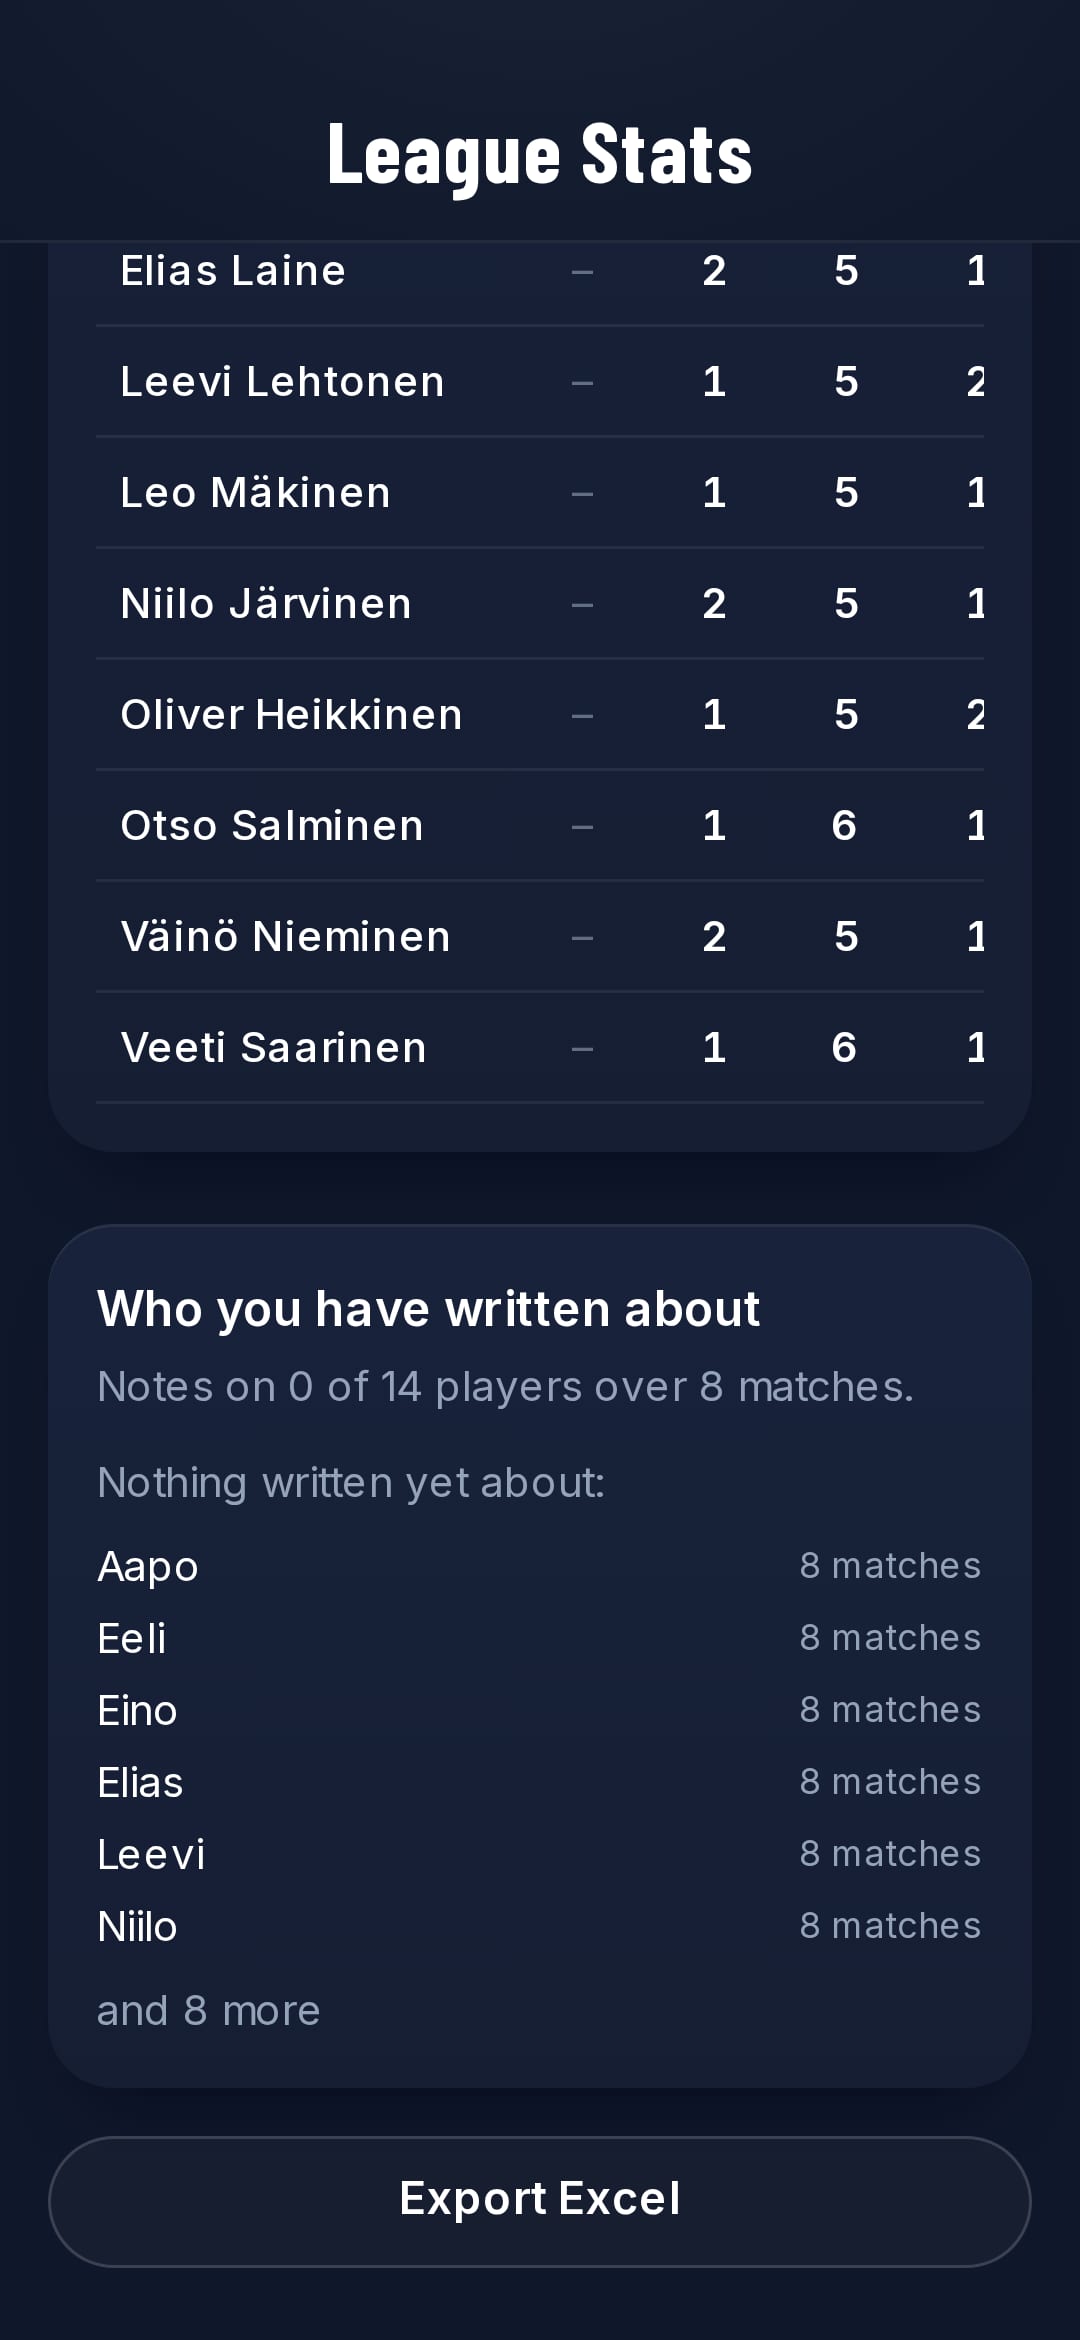 League Stats
Elias Laine – 2 5 1
Leevi Lehtonen – 1 5 2
Leo Mäkinen – 1 5 1
Niilo Järvinen – 2 5 1
Oliver Heikkinen – 1 5 2
Otso Salminen – 1 6 1
Väinö Nieminen – 2 5 1
Veeti Saarinen – 1 6 1
Who you have written about
Notes on 0 of 14 players over 8 matches.
Nothing written yet about:
Aapo 8 matches
Eeli 8 matches
Eino 8 matches
Elias 8 matches
Leevi 8 matches
Niilo 8 matches
and 8 more
Export Excel